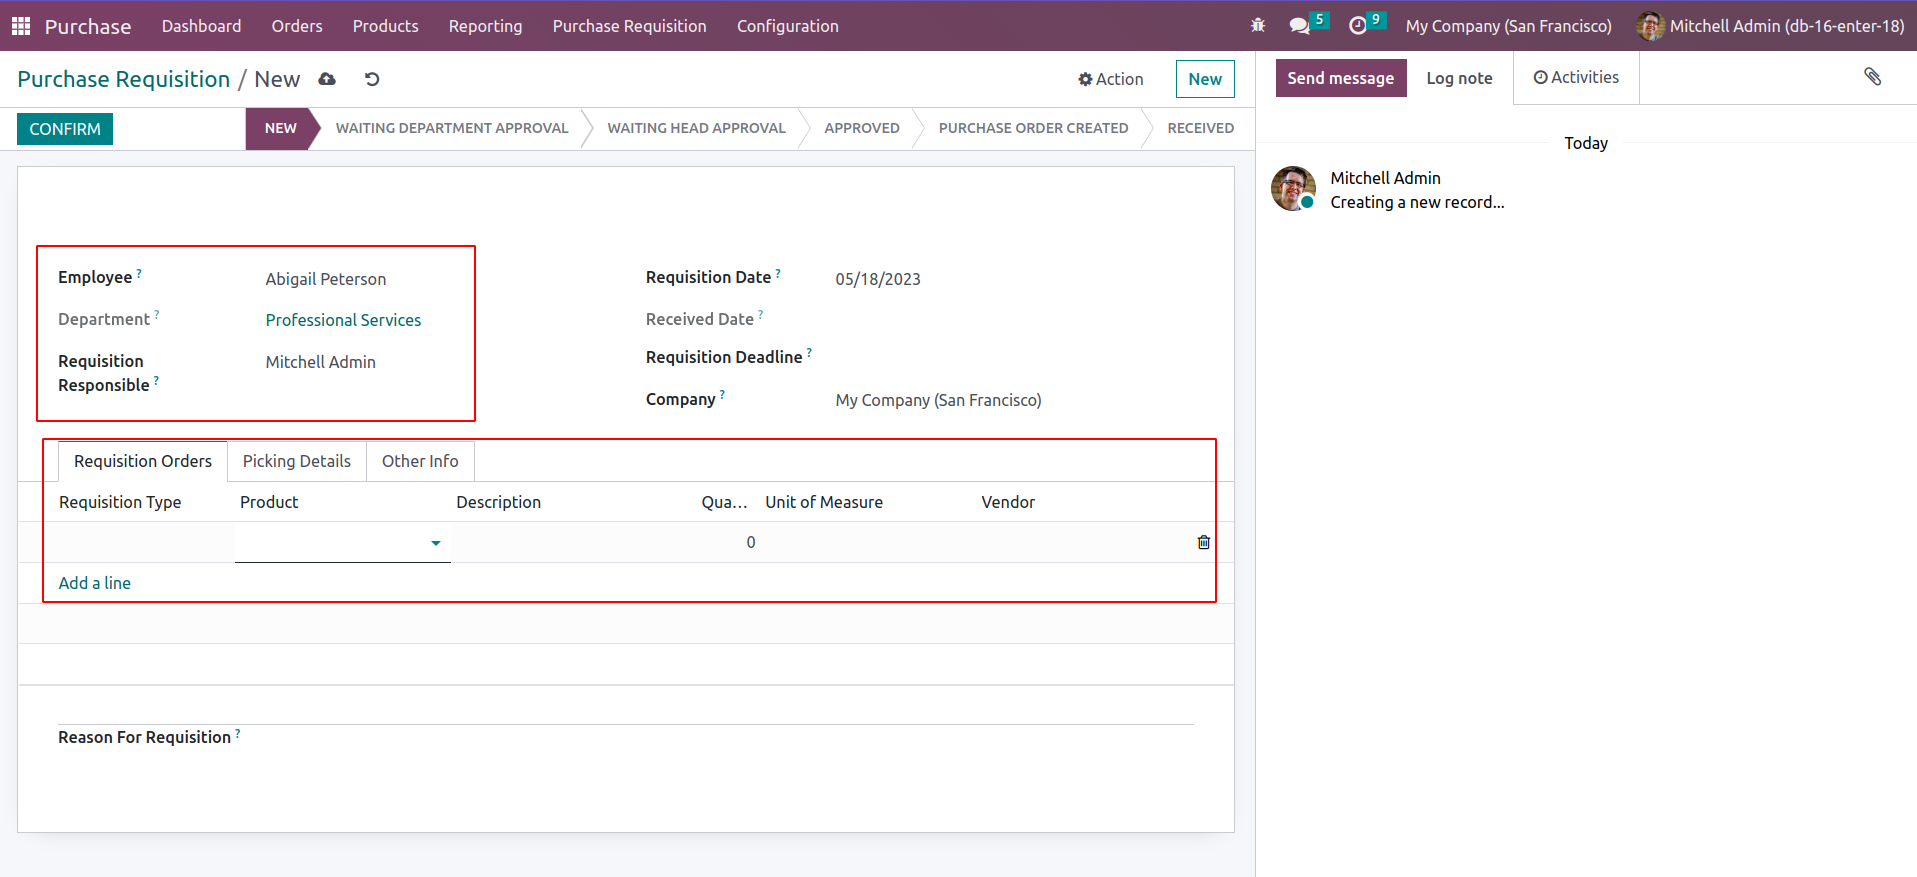 Purchase Dashboard Orders Products Reporting Purchase Requisition Configuration 5 9 My Company (San Francisco) Mitchell Admin (db-16-enter-18)
Purchase Requisition / New Action New
Send message Log note Activities
CONFIRM NEW WAITING DEPARTMENT APPROVAL WAITING HEAD APPROVAL APPROVED PURCHASE ORDER CREATED RECEIVED
Today
Mitchell Admin
Creating a new record...
Employee ? Abigail Peterson
Department ? Professional Services
Requisition
Responsible ? Mitchell Admin
Requisition Date ? 05/18/2023
Received Date ?
Requisition Deadline ?
Company ? My Company (San Francisco)
Requisition Orders Picking Details Other Info
Requisition Type Product Description Qua... Unit of Measure Vendor
0
Add a line
Reason For Requisition ?